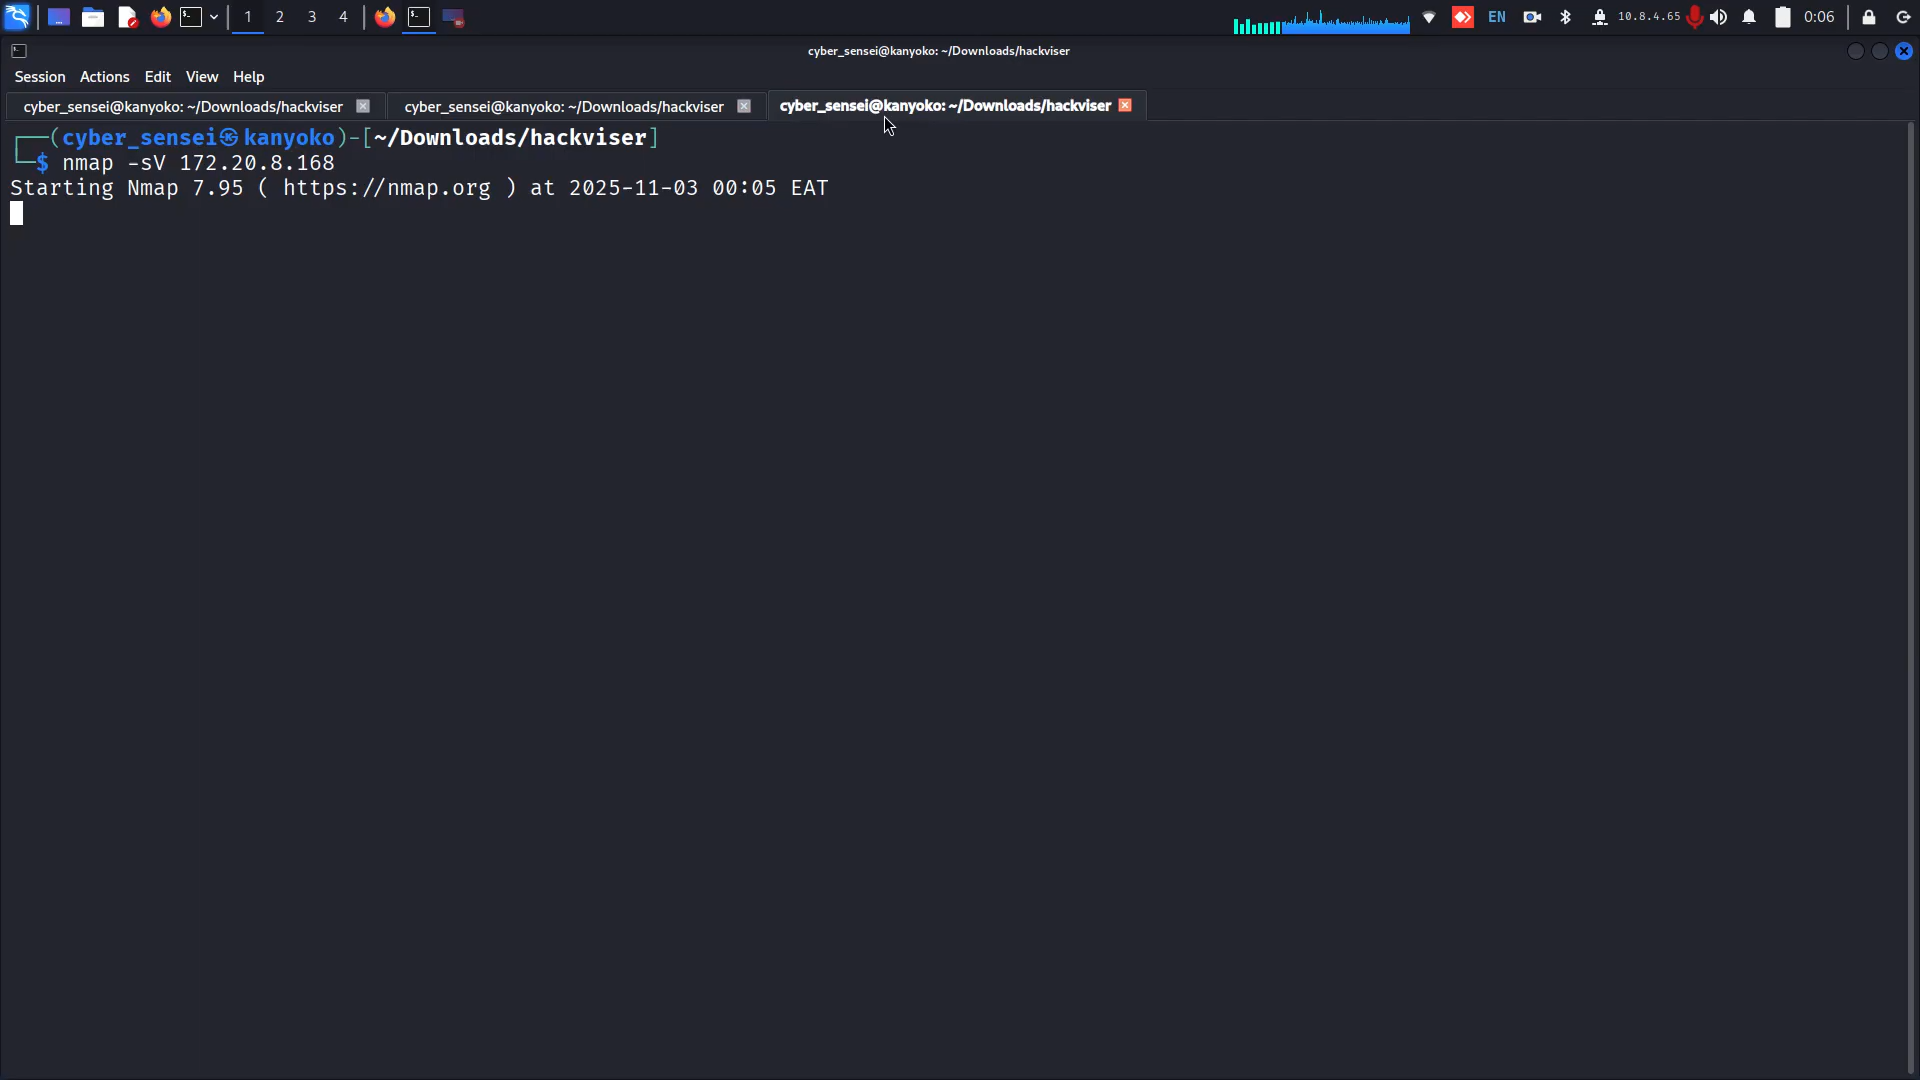 1 2 3 4 EN 10.8.4.65 0:06
cyber_sensei@kanyoko: ~/Downloads/hackviser
Session Actions Edit View Help
cyber_sensei@kanyoko: ~/Downloads/hackviser cyber_sensei@kanyoko: ~/Downloads/hackviser cyber_sensei@kanyoko: ~/Downloads/hackviser
┌──(cyber_sensei㉿kanyoko)-[~/Downloads/hackviser]
└─$ nmap -sV 172.20.8.168
Starting Nmap 7.95 ( https://nmap.org ) at 2025-11-03 00:05 EAT